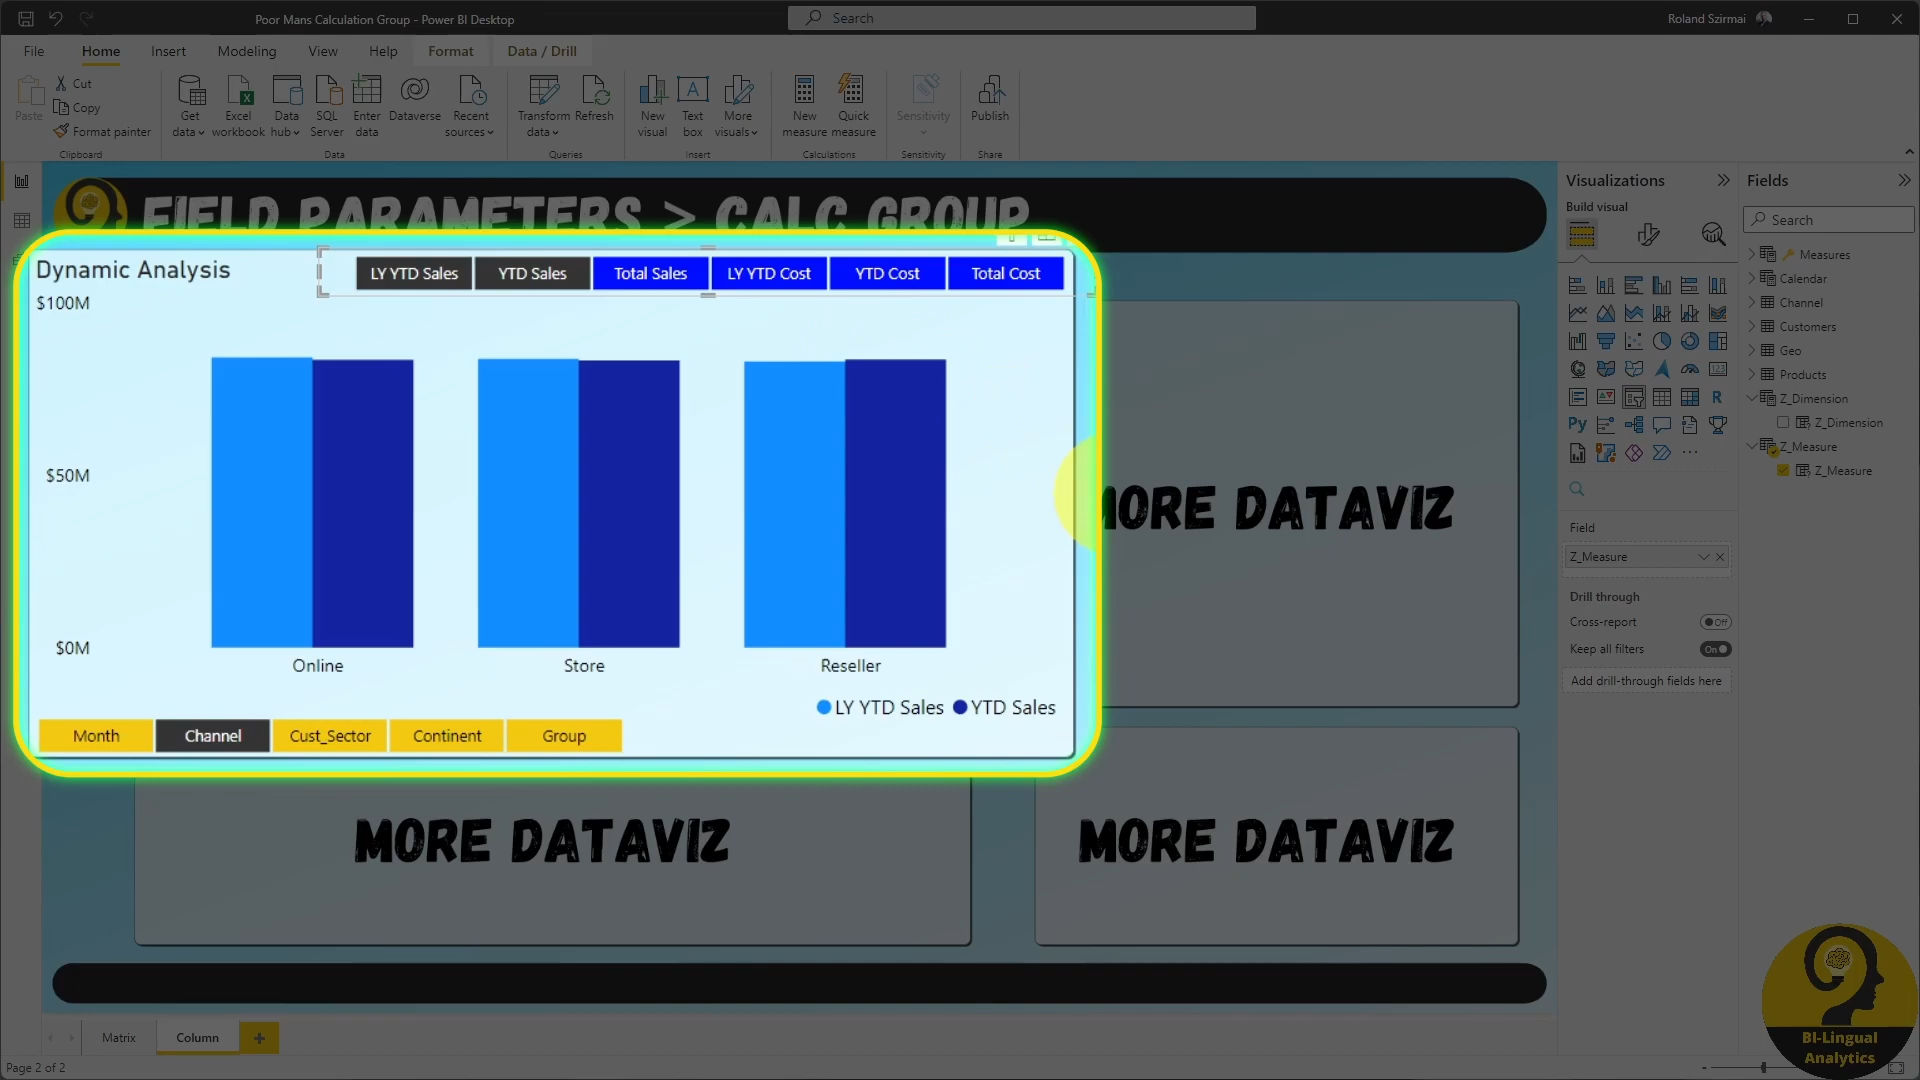 Poor Mans Calculation Group - Power BI Desktop
Search
Roland Szirmai
File
Home
Insert
Modeling
View
Help
Format
Data / Drill
Paste
Cut
Copy
Format painter
Clipboard
Get data
Excel workbook
Data hub
SQL Server
Enter data
Dataverse
Recent sources
Data
Transform data
Refresh
Queries
New visual
Text box
More visuals
Insert
New measure
Quick measure
Calculations
Sensitivity
Sensitivity
Publish
Share
FIELD PARAMETERS > CALC GROUP
Dynamic Analysis
LY YTD Sales
YTD Sales
Total Sales
LY YTD Cost
YTD Cost
Total Cost
$100M
$50M
$0M
Online
Store
Reseller
LY YTD Sales
YTD Sales
Month
Channel
Cust_Sector
Continent
Group
MORE DATAVIZ
MORE DATAVIZ
MORE DATAVIZ
Visualizations
Build visual
Field
Z_Measure
Drill through
Cross-report
Off
Keep all filters
On
Add drill-through fields here
Fields
Search
Measures
Calendar
Channel
Customers
Geo
Products
Z_Dimension
Z_Dimension
Z_Measure
Z_Measure
Matrix
Column
Page 2 of 2
BI-Lingual
Analytics